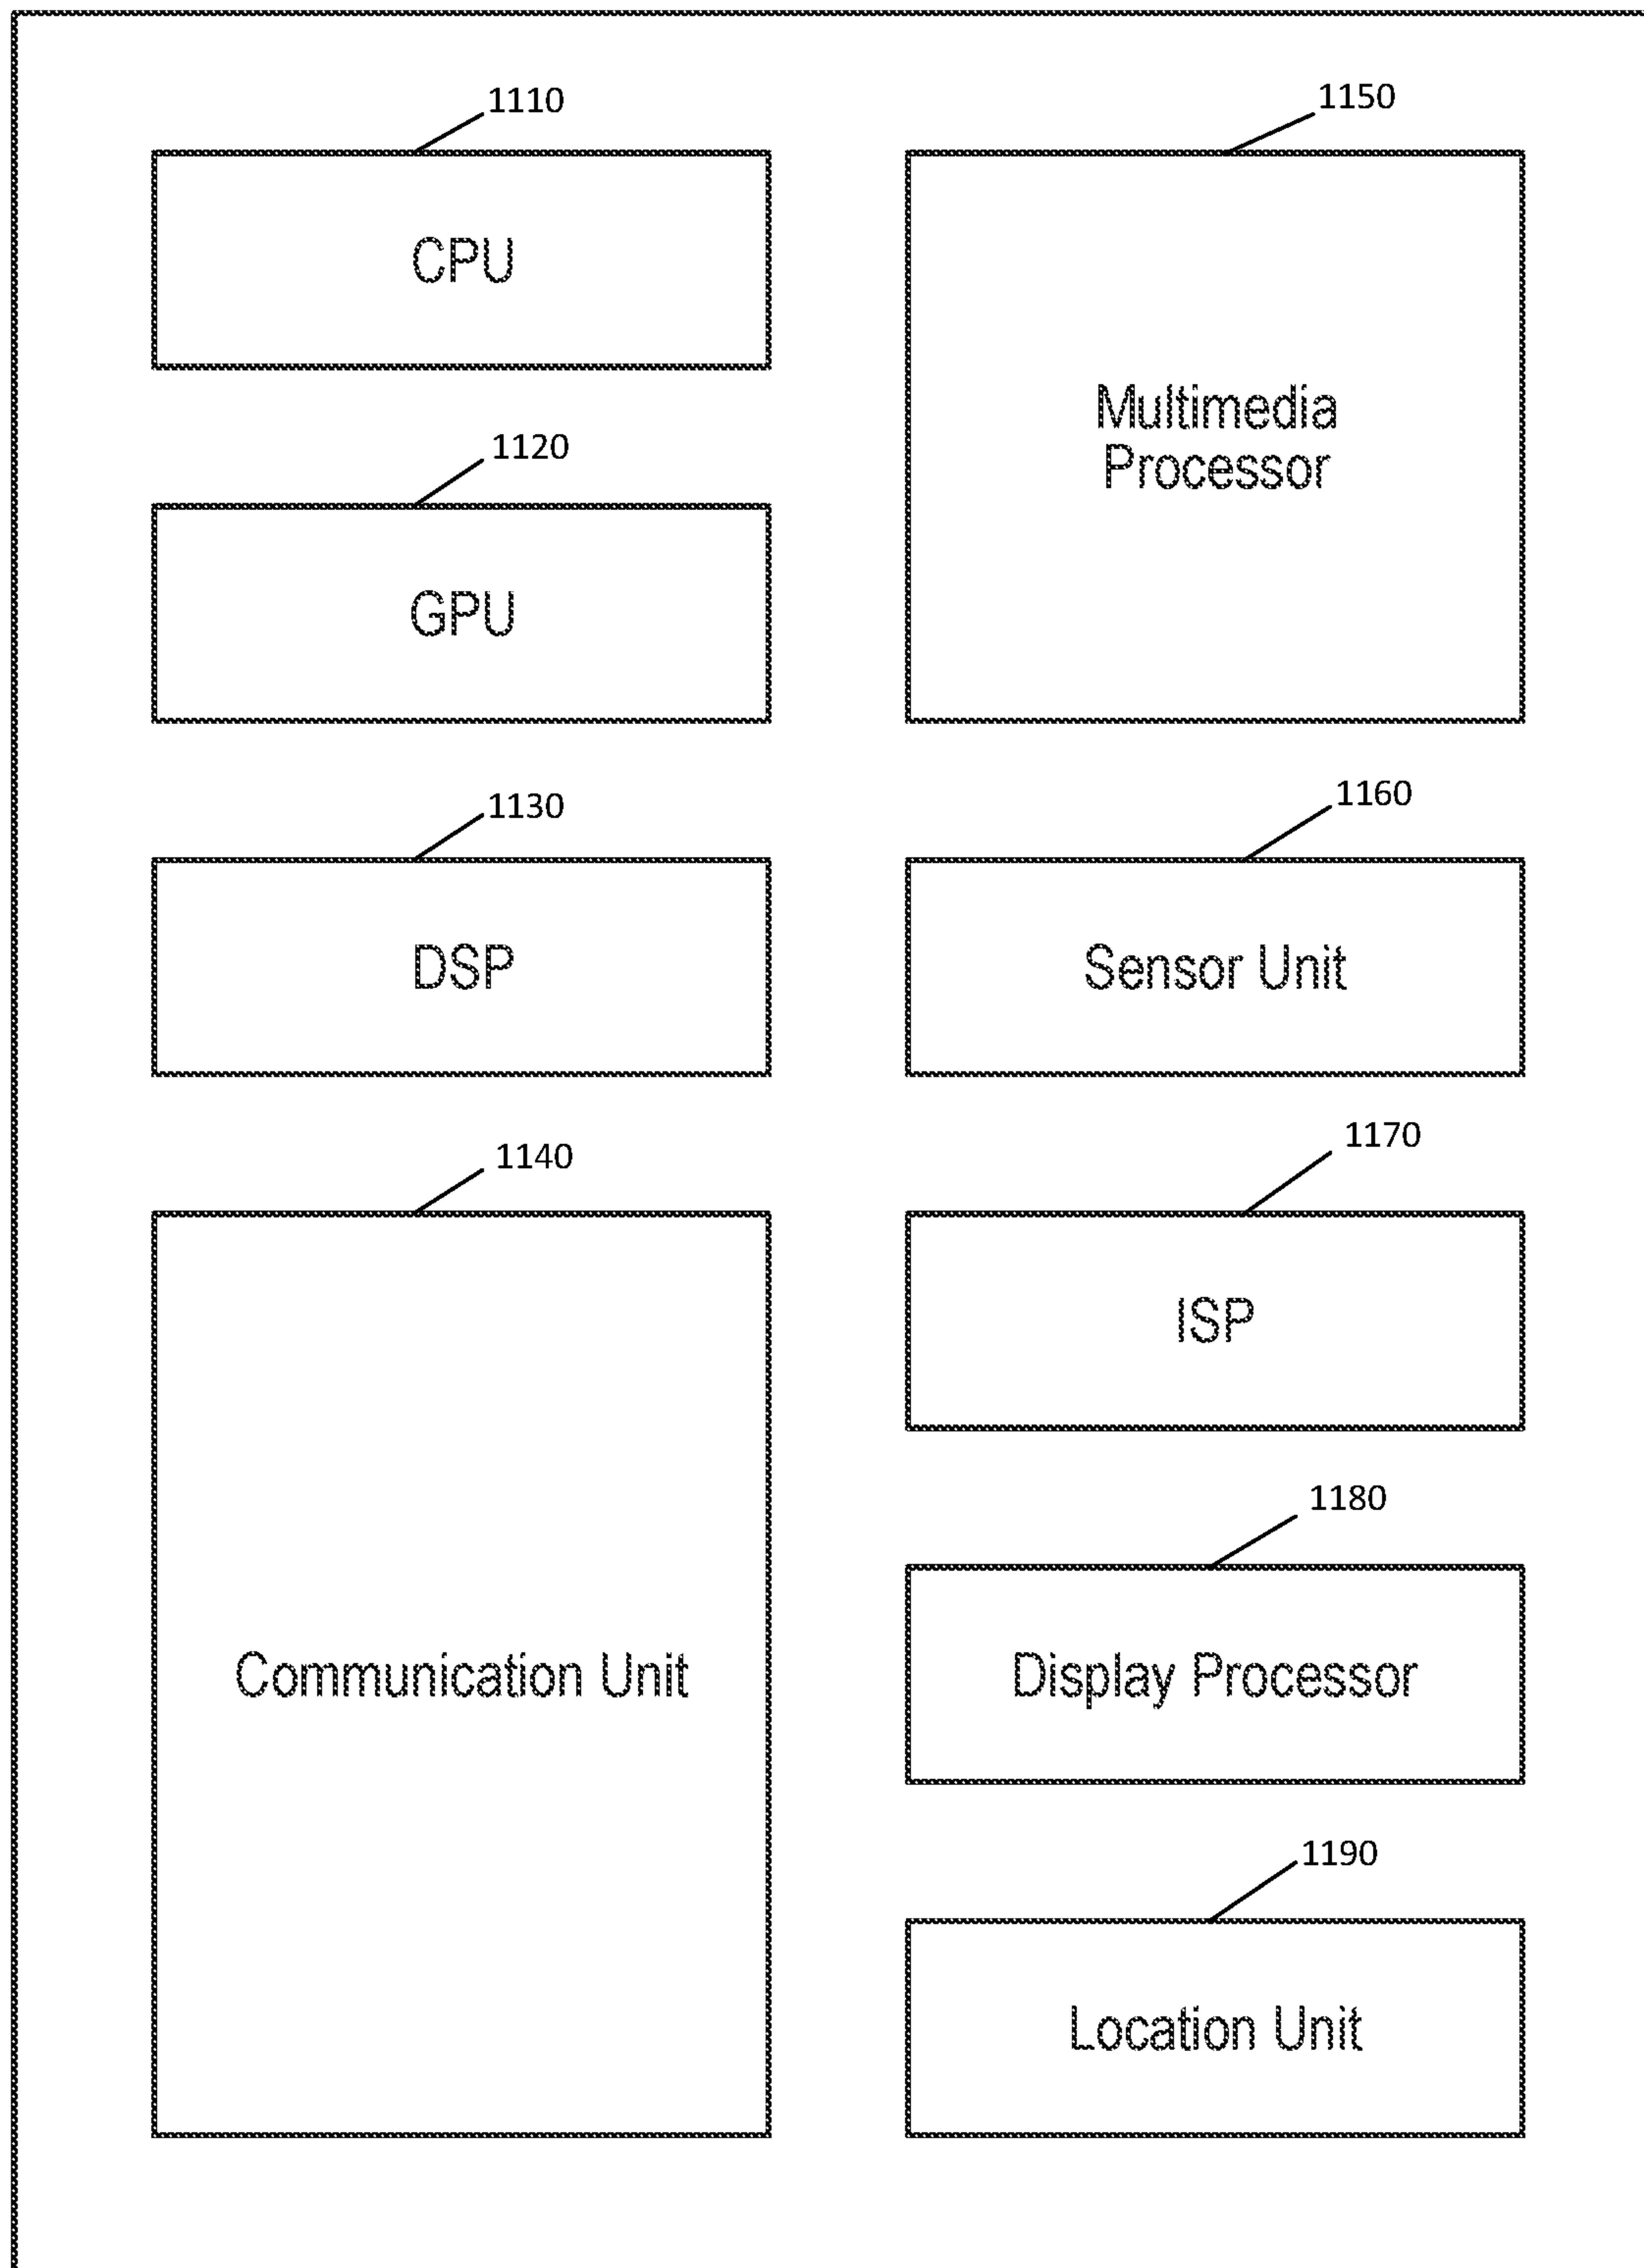 1110
CPU
1120
GPU
1130
DSP
1140
Communication Unit
1150
Multimedia
Processor
1160
Sensor Unit
1170
ISP
1180
Display Processor
1190
Location Unit